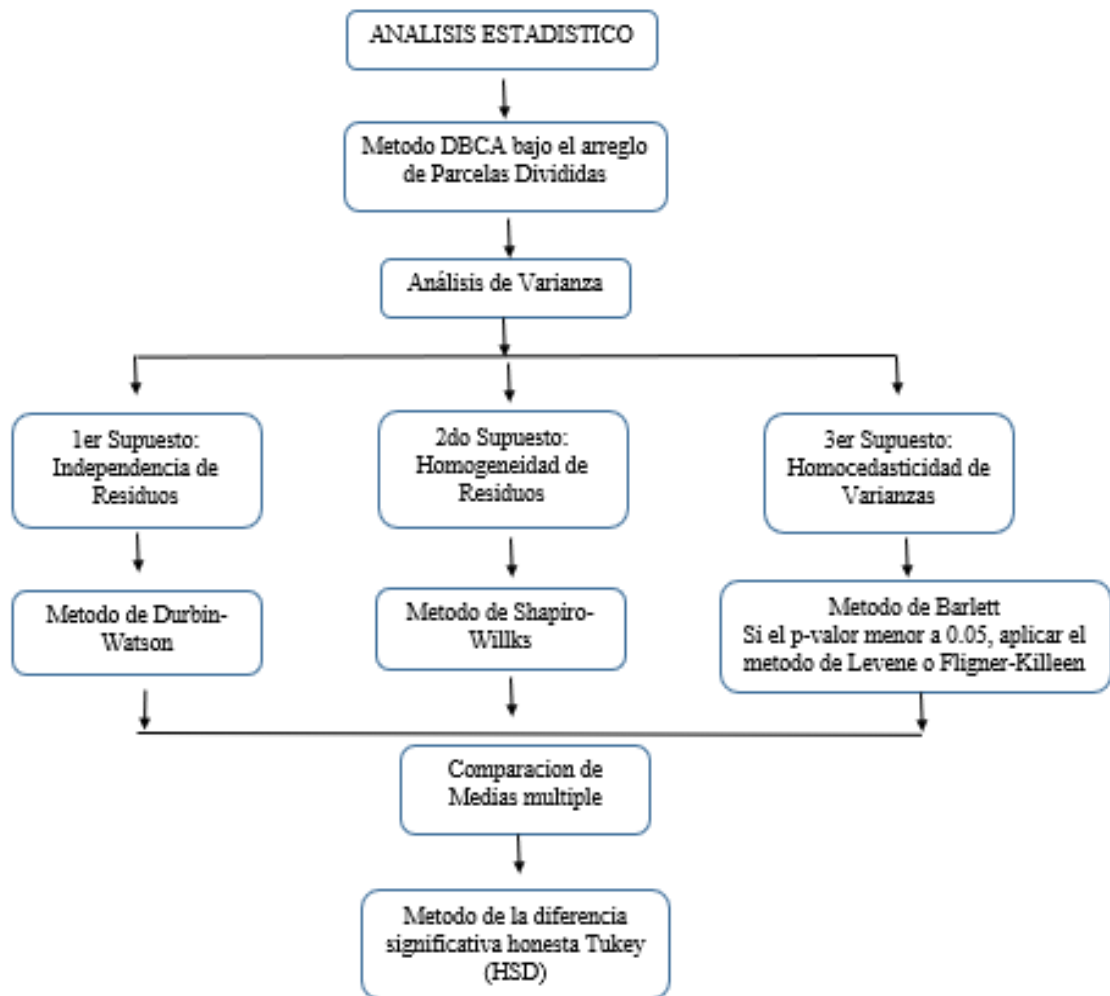 ANALISIS ESTADISTICO
Metodo DBCA bajo el arreglo
de Parcelas Divididas
Análisis de Varianza
1er Supuesto:
Independencia de
Residuos
2do Supuesto:
Homogeneidad de
Residuos
3er Supuesto:
Homocedasticidad de
Varianzas
Metodo de Durbin-
Watson
Metodo de Shapiro-
Willks
Metodo de Barlett
Si el p-valor menor a 0.05, aplicar el
metodo de Levene o Fligner-Killeen
Comparacion de
Medias multiple
Metodo de la diferencia
significativa honesta Tukey
(HSD)